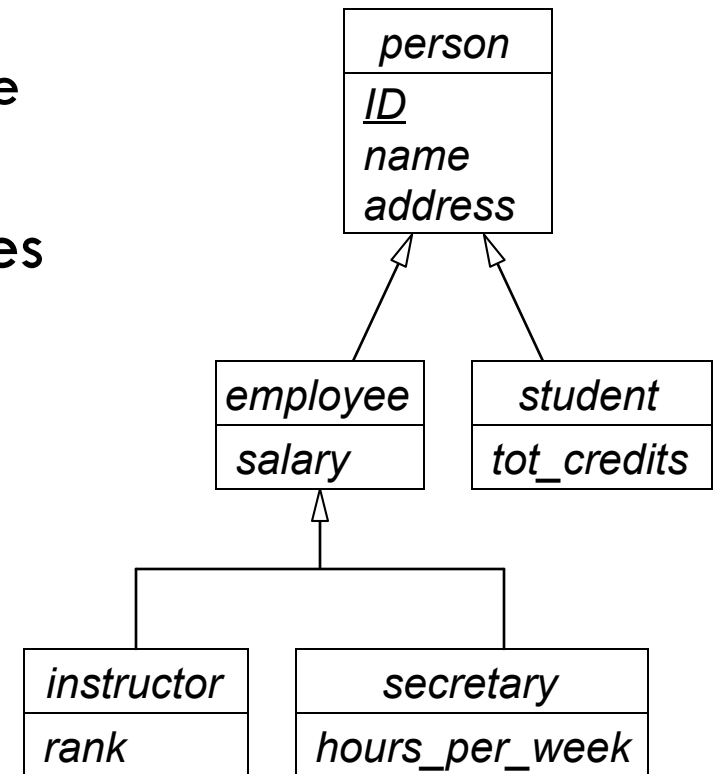 person
ID
name
address
e
es
employee
salary
student
tot_credits
instructor
rank
secretary
hours_per_week